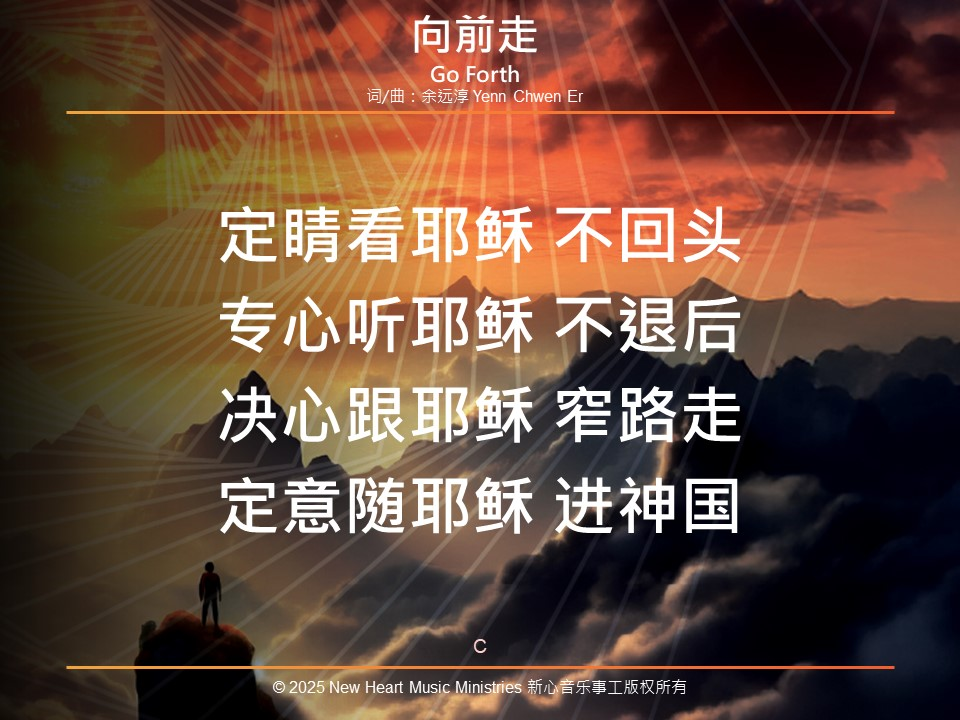 向前走
Go Forth
词/曲：余远淳 Yenn Chwen Er
定睛看耶稣 不回头
专心听耶稣 不退后
决心跟耶稣 窄路走
定意随耶稣 进神国
C
© 2025 New Heart Music Ministries 新心音乐事工版权所有